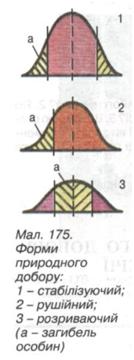 а
1
а
2
а
3
Мал. 175.
Форми
природного
добору:
1 – стабілізуючий;
2 – рушійний;
3 – розриваючий
(а – загибель
особин)